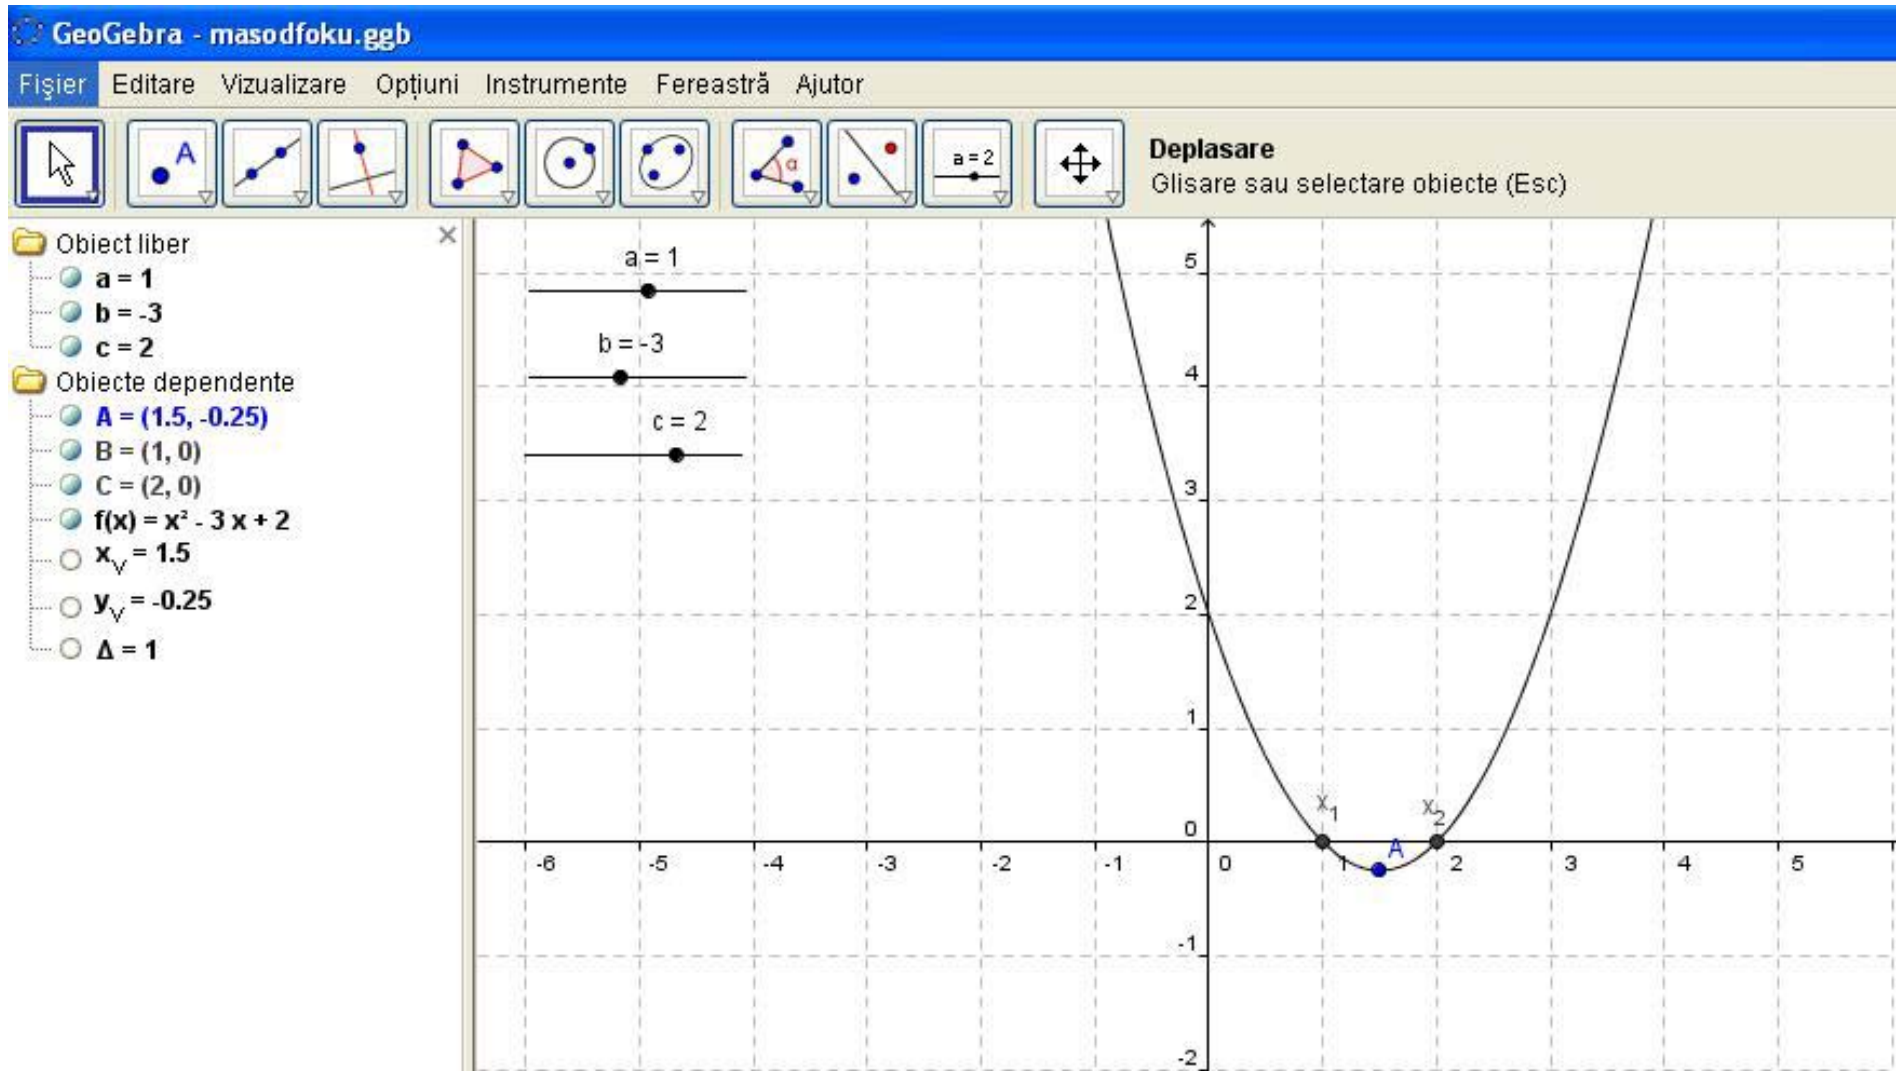 GeoGebra - masodfoku.ggb
Fişier Editare Vizualizare Opţiuni Instrumente Fereastră Ajutor
A
α
a = 2
Deplasare
Glisare sau selectare obiecte (Esc)
Obiect liber
a = 1
b = -3
c = 2
Obiecte dependente
A = (1.5, -0.25)
B = (1, 0)
C = (2, 0)
f(x) = x² - 3 x + 2
x_V = 1.5
y_V = -0.25
Δ = 1
a = 1
b = -3
c = 2
5
4
3
2
1
0
-1
-2
x₁ x₂
A
-6 -5 -4 -3 -2 -1 0 1 2 3 4 5